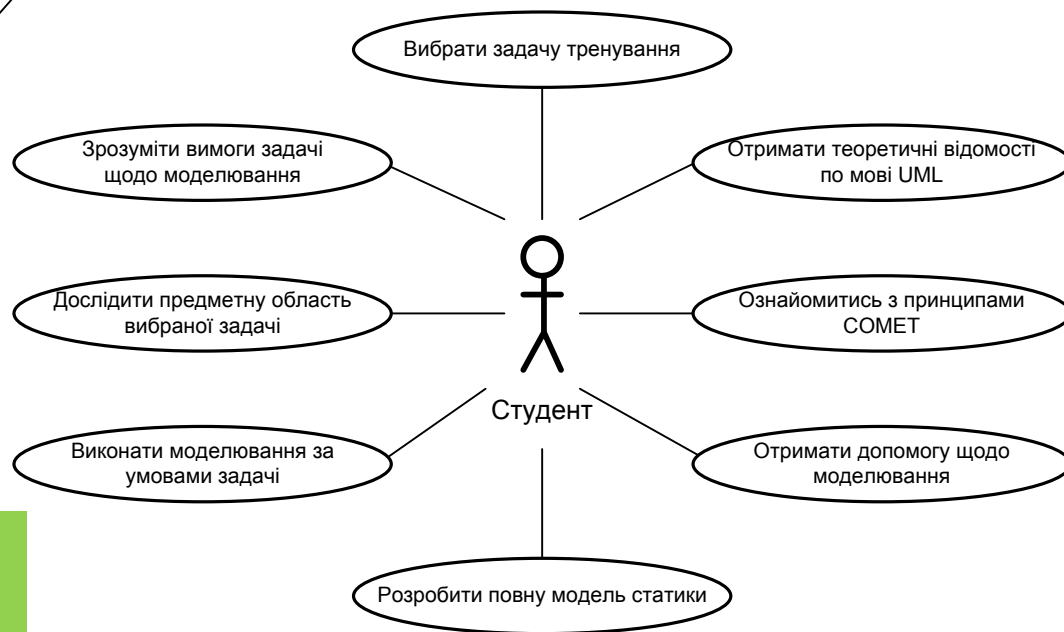 Вибрати задачу тренування
Зрозуміти вимоги задачі
щодо моделювання
Отримати теоретичні відомості
по мові UML
Дослідити предметну область
вибраної задачі
Ознайомитись з принципами
COMET
Студент
Виконати моделювання за
умовами задачі
Отримати допомогу щодо
моделювання
Розробити повну модель статики